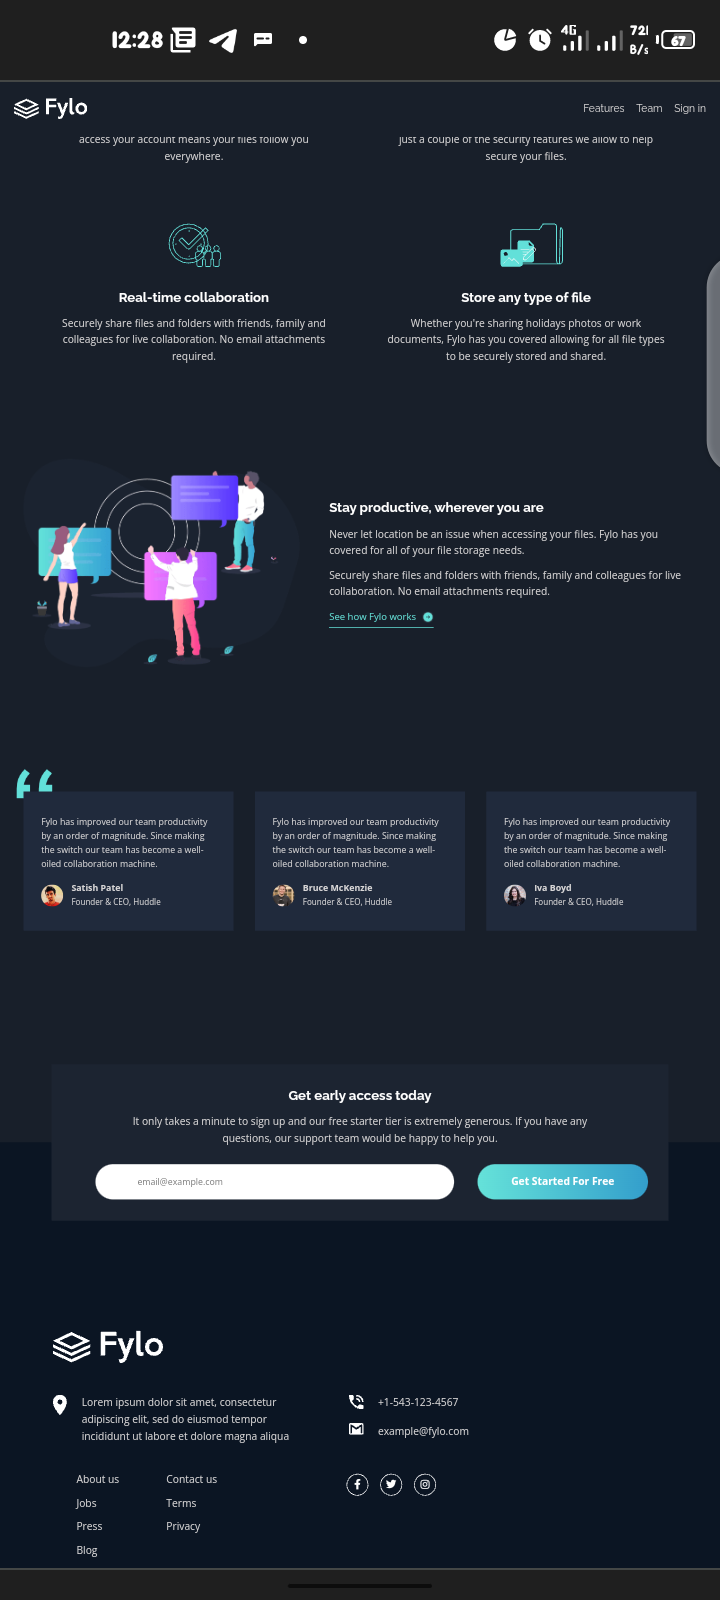 12:28
4G
72
B/s
67
Fylo
Features Team Sign in
access your account means your files follow you
everywhere.
just a couple of the security features we allow to help
secure your files.
Real-time collaboration
Securely share files and folders with friends, family and
colleagues for live collaboration. No email attachments
required.
Store any type of file
Whether you're sharing holidays photos or work
documents, Fylo has you covered allowing for all file types
to be securely stored and shared.
Stay productive, wherever you are
Never let location be an issue when accessing your files. Fylo has you
covered for all of your file storage needs.
Securely share files and folders with friends, family and colleagues for live
collaboration. No email attachments required.
See how Fylo works
Fylo has improved our team productivity
by an order of magnitude. Since making
the switch our team has become a well-
oiled collaboration machine.
Satish Patel
Founder & CEO, Huddle
Fylo has improved our team productivity
by an order of magnitude. Since making
the switch our team has become a well-
oiled collaboration machine.
Bruce McKenzie
Founder & CEO, Huddle
Fylo has improved our team productivity
by an order of magnitude. Since making
the switch our team has become a well-
oiled collaboration machine.
Iva Boyd
Founder & CEO, Huddle
Get early access today
It only takes a minute to sign up and our free starter tier is extremely generous. If you have any
questions, our support team would be happy to help you.
email@example.com
Get Started For Free
Fylo
Lorem ipsum dolor sit amet, consectetur
adipiscing elit, sed do eiusmod tempor
incididunt ut labore et dolore magna aliqua
+1-543-123-4567
example@fylo.com
About us
Jobs
Press
Blog
Contact us
Terms
Privacy